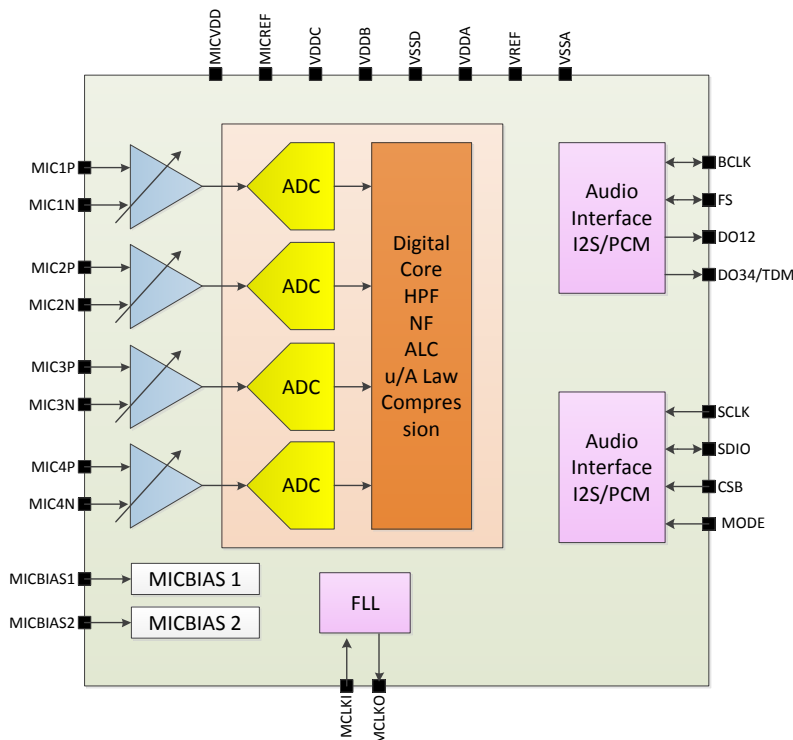 MICVDD
MICREF
VDDC
VDDB
VSSD
VDDA
VREF
VSSA
MIC1P
MIC1N
MIC2P
MIC2N
MIC3P
MIC3N
MIC4P
MIC4N
MICBIAS1
MICBIAS2
ADC
ADC
ADC
ADC
Digital
Core
HPF
NF
ALC
u/A Law
Compres
sion
Audio
Interface
I2S/PCM
BCLK
FS
DO12
DO34/TDM
Audio
Interface
I2S/PCM
SCLK
SDIO
CSB
MODE
MICBIAS 1
MICBIAS 2
FLL
MCLKI
MCLKO